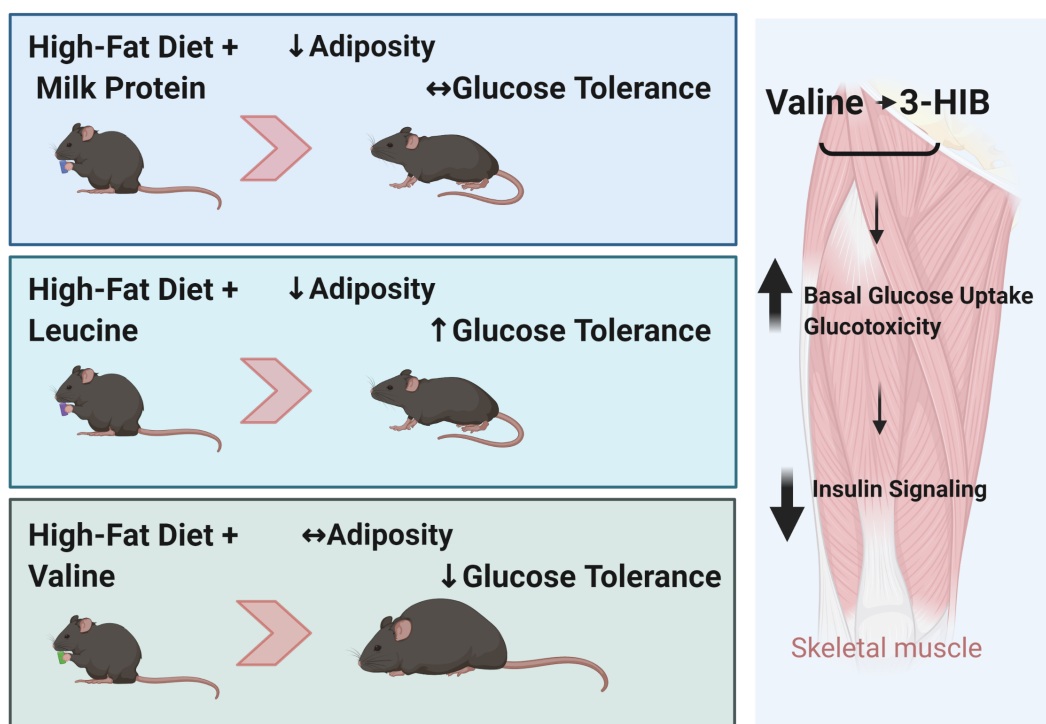 High-Fat Diet + ↓Adiposity
Milk Protein ↔Glucose Tolerance
High-Fat Diet + ↓Adiposity
Leucine ↑Glucose Tolerance
High-Fat Diet + ↔Adiposity
Valine ↓Glucose Tolerance
Valine → 3-HIB
Basal Glucose Uptake
Glucotoxicity
Insulin Signaling
Skeletal muscle